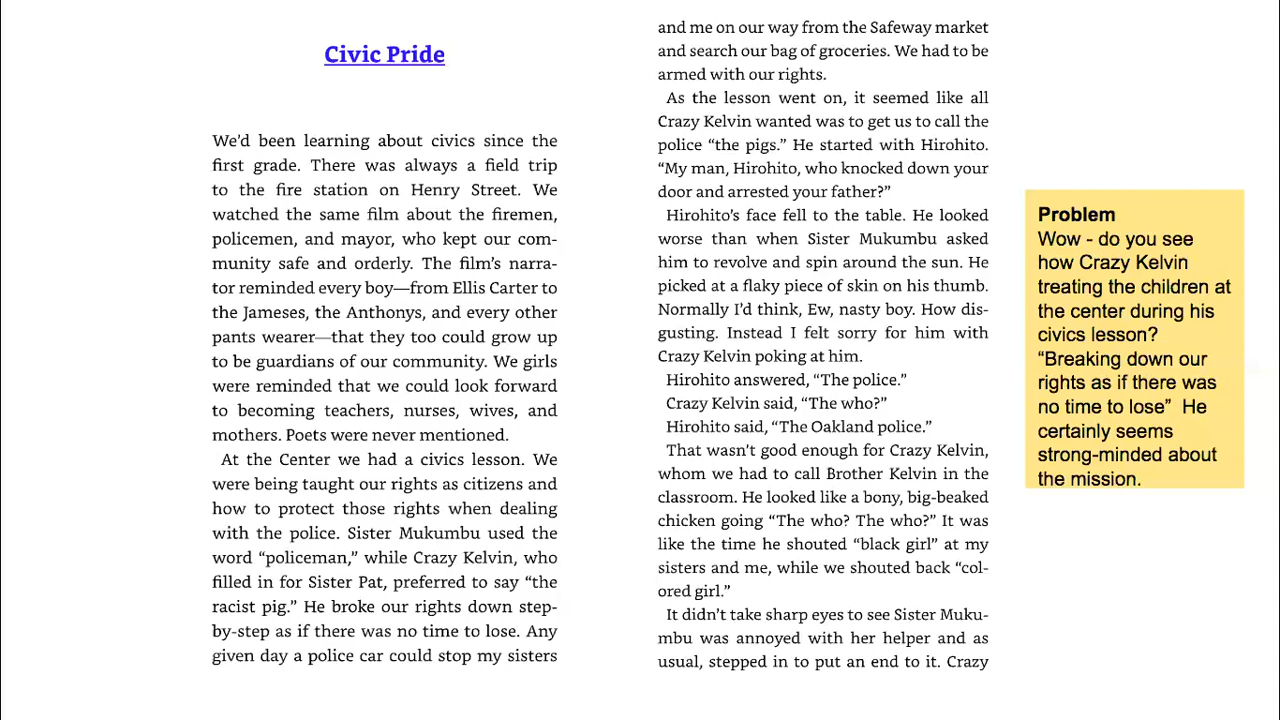 Civic Pride
We'd been learning about civics since the
first grade. There was always a field trip
to the fire station on Henry Street. We
watched the same film about the firemen,
policemen, and mayor, who kept our com-
munity safe and orderly. The film's narra-
tor reminded every boy—from Ellis Carter to
the Jameses, the Anthonys, and every other
pants wearer—that they too could grow up
to be guardians of our community. We girls
were reminded that we could look forward
to becoming teachers, nurses, wives, and
mothers. Poets were never mentioned.
At the Center we had a civics lesson. We
were being taught our rights as citizens and
how to protect those rights when dealing
with the police. Sister Mukumbu used the
word “policeman,” while Crazy Kelvin, who
filled in for Sister Pat, preferred to say “the
racist pig.” He broke our rights down step-
by-step as if there was no time to lose. Any
given day a police car could stop my sisters
and me on our way from the Safeway market
and search our bag of groceries. We had to be
armed with our rights.
As the lesson went on, it seemed like all
Crazy Kelvin wanted was to get us to call the
police “the pigs.” He started with Hirohito.
“My man, Hirohito, who knocked down your
door and arrested your father?”
Hirohito's face fell to the table. He looked
worse than when Sister Mukumbu asked
him to revolve and spin around the sun. He
picked at a flaky piece of skin on his thumb.
Normally I'd think, Ew, nasty boy. How dis-
gusting. Instead I felt sorry for him with
Crazy Kelvin poking at him.
Hirohito answered, “The police.”
Crazy Kelvin said, “The who?”
Hirohito said, “The Oakland police.”
That wasn't good enough for Crazy Kelvin,
whom we had to call Brother Kelvin in the
classroom. He looked like a bony, big-beaked
chicken going “The who? The who?” It was
like the time he shouted “black girl” at my
sisters and me, while we shouted back “col-
ored girl.”
It didn't take sharp eyes to see Sister Muku-
mbu was annoyed with her helper and as
usual, stepped in to put an end to it. Crazy
Problem
Wow - do you see
how Crazy Kelvin
treating the children at
the center during his
civics lesson?
“Breaking down our
rights as if there was
no time to lose” He
certainly seems
strong-minded about
the mission.